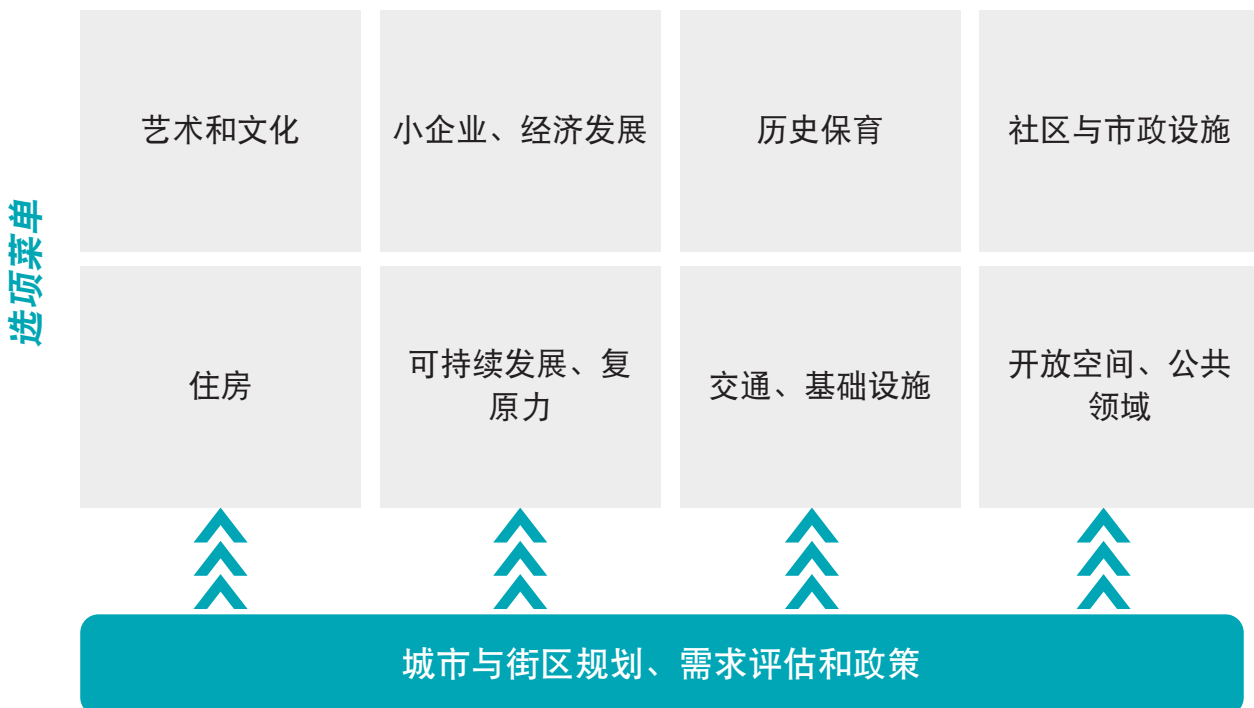 选项菜单
艺术和文化
小企业、经济发展
历史保育
社区与市政设施
住房
可持续发展、复
原力
交通、基础设施
开放空间、公共
领域
城市与街区规划、需求评估和政策